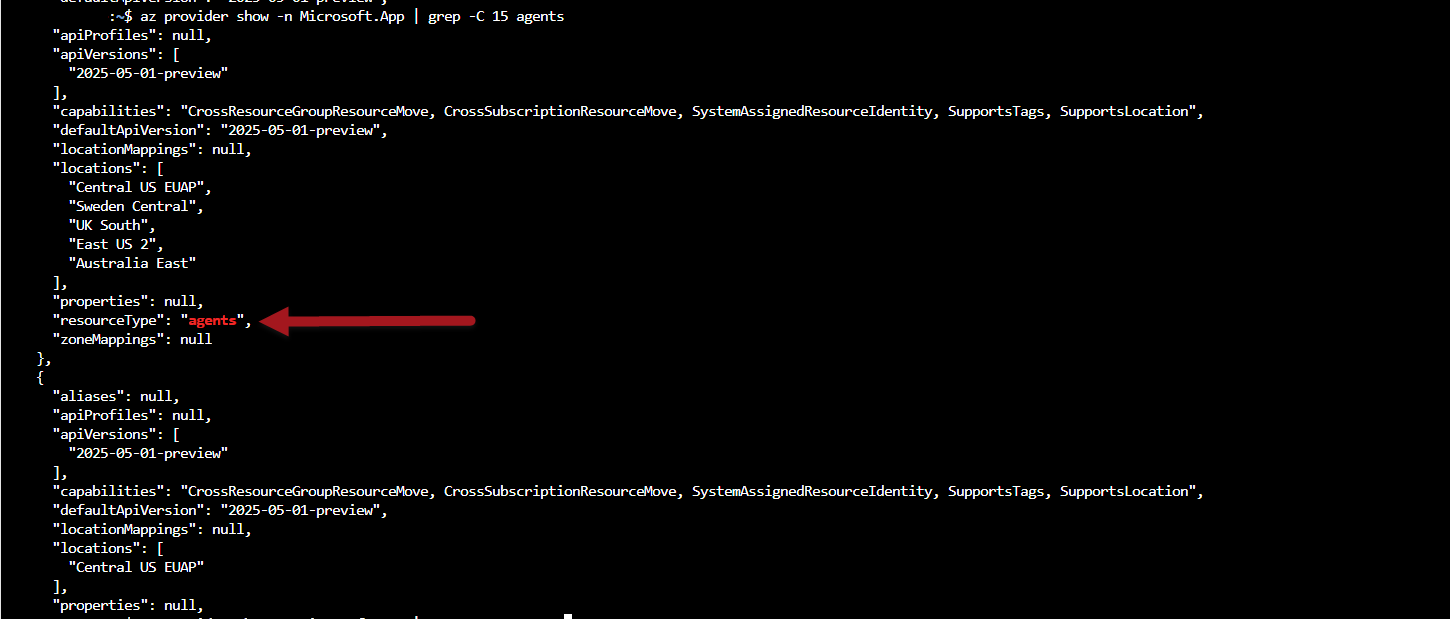 :~$ az provider show -n Microsoft.App | grep -C 15 agents
"apiProfiles": null,
"apiVersions": [
"2025-05-01-preview"
],
"capabilities": "CrossResourceGroupResourceMove, CrossSubscriptionResourceMove, SystemAssignedResourceIdentity, SupportsTags, SupportsLocation",
"defaultApiVersion": "2025-05-01-preview",
"locationMappings": null,
"locations": [
"Central US EUAP",
"Sweden Central",
"UK South",
"East US 2",
"Australia East"
],
"properties": null,
"resourceType": "agents",
"zoneMappings": null
},
{
"aliases": null,
"apiProfiles": null,
"apiVersions": [
"2025-05-01-preview"
],
"capabilities": "CrossResourceGroupResourceMove, CrossSubscriptionResourceMove, SystemAssignedResourceIdentity, SupportsTags, SupportsLocation",
"defaultApiVersion": "2025-05-01-preview",
"locationMappings": null,
"locations": [
"Central US EUAP"
],
"properties": null,